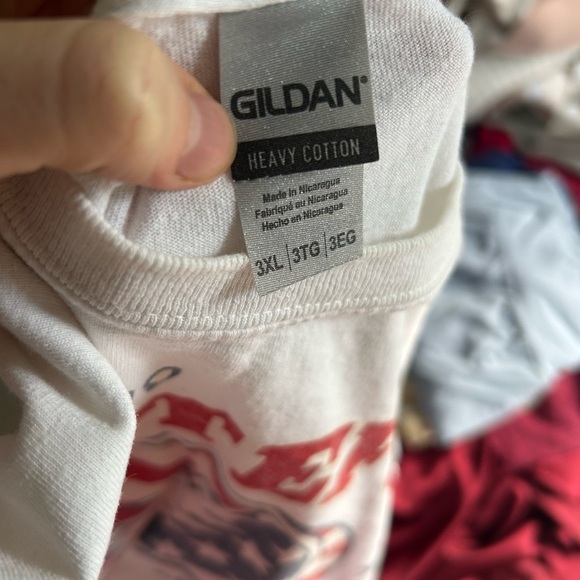 GILDAN®
HEAVY COTTON
Made in Nicaragua
Fabriqué au Nicaragua
Hecho en Nicaragua
3XL | 3TG | 3EG